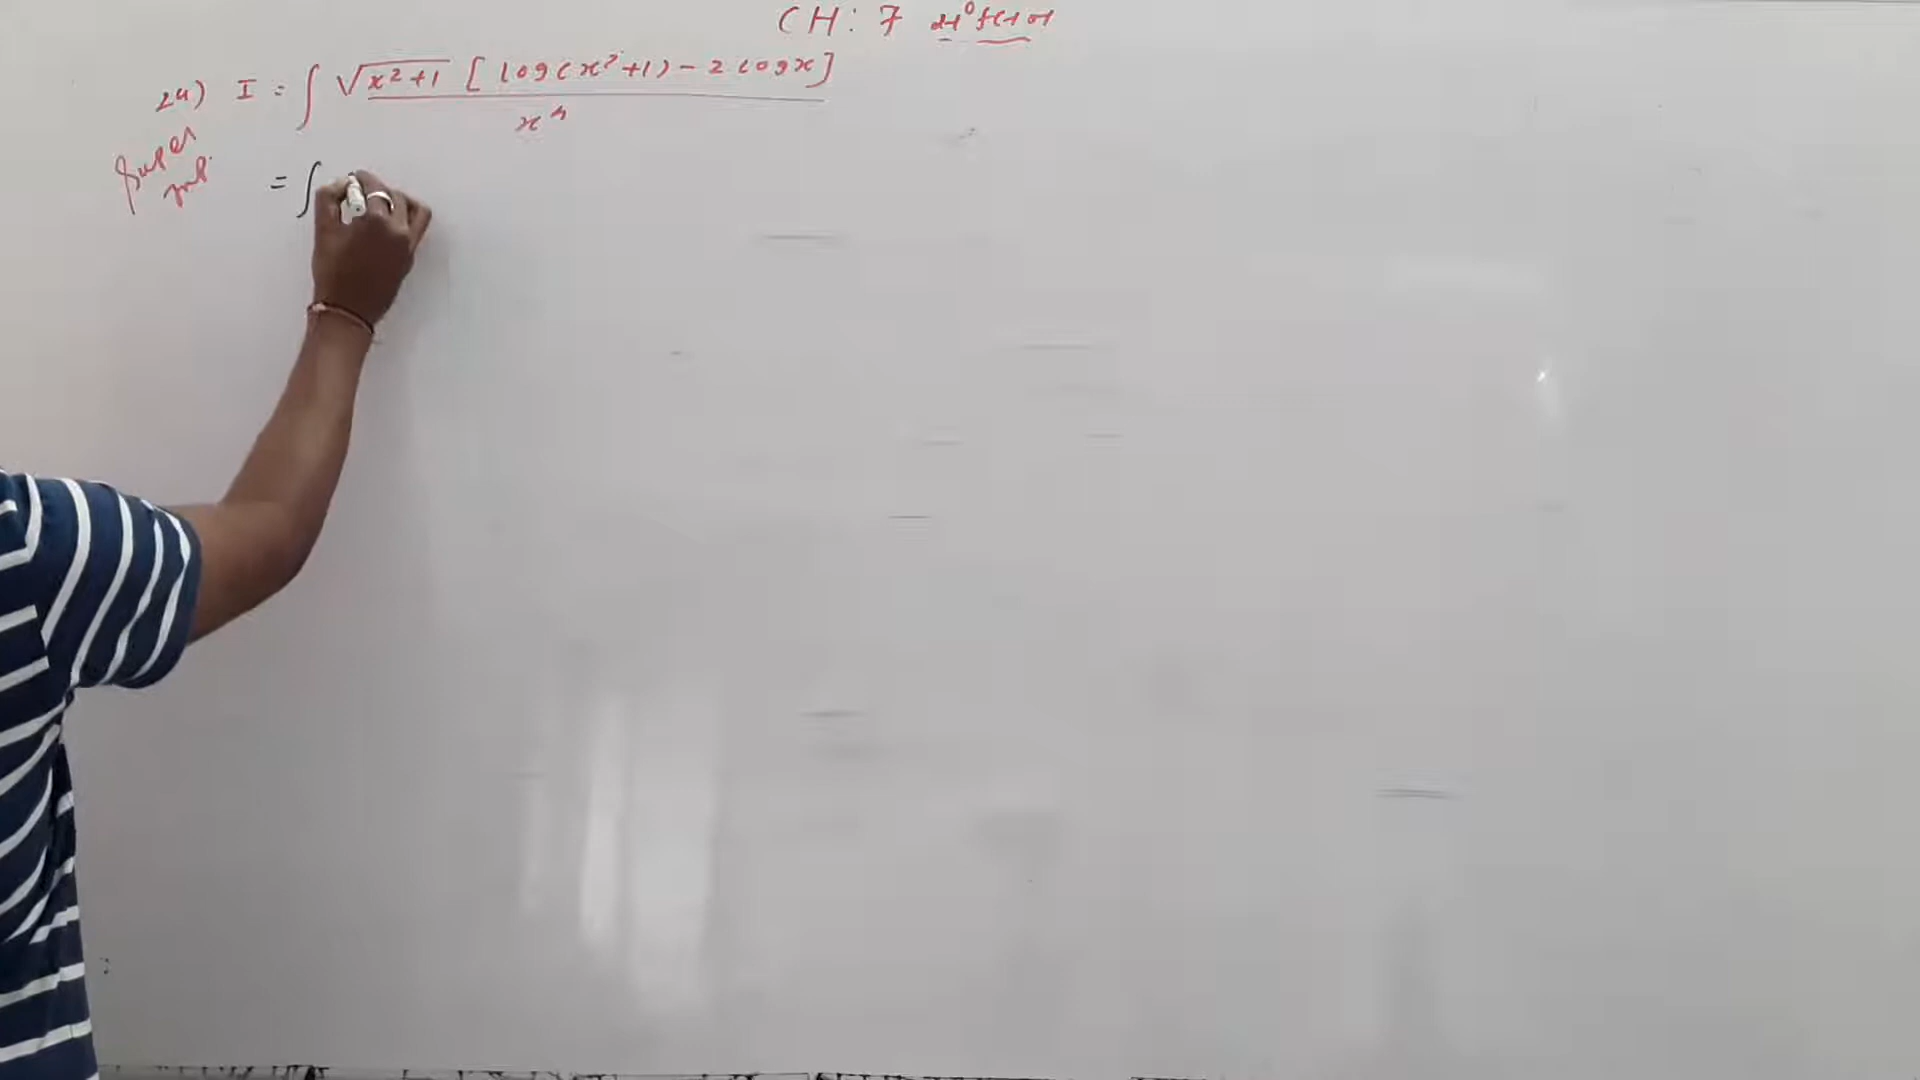 CH: 7
24) I = ∫ √x²+1 [ log(x²+1) - 2 log x ]
x⁴
Super
Imp.
= ∫